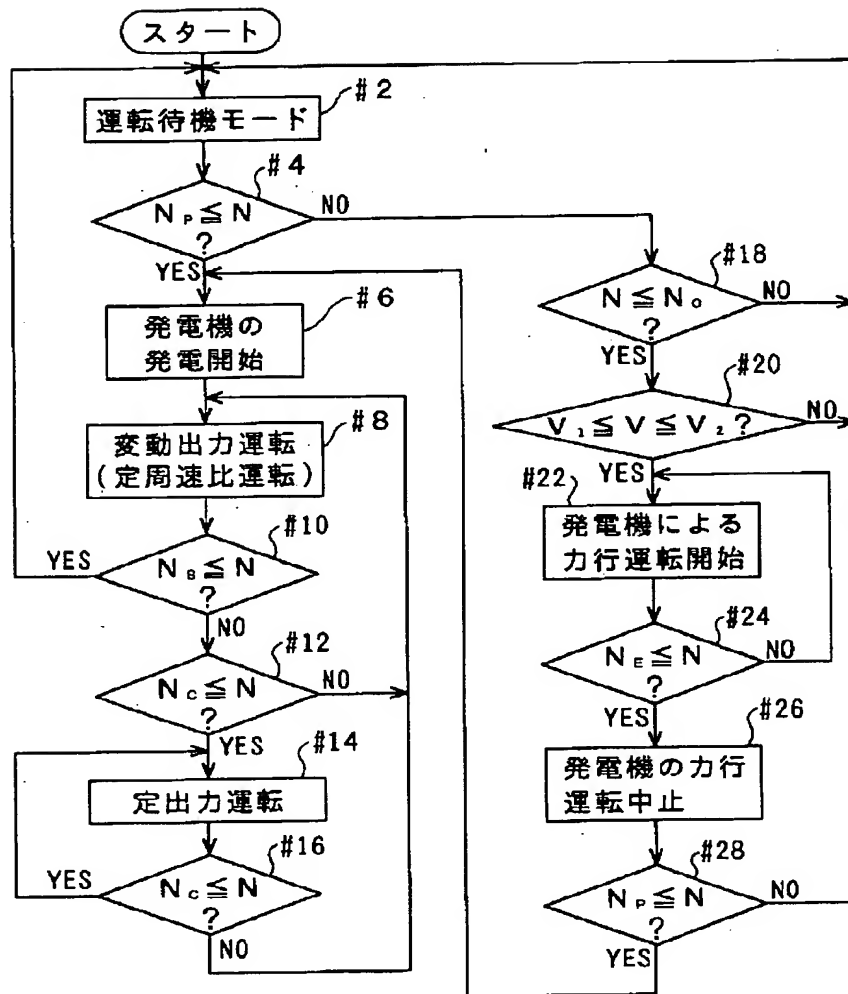 スタート
#2
運転待機モード
#4
NP≦N
?
NO
YES
#6
発電機の
発電開始
#8
変動出力運転
(定周速比運転)
#10
YES
NS≦N
?
NO
#12
NC≦N
?
NO
YES
#14
定出力運転
#16
YES
NC≦N
?
NO
#18
N≦NO
?
NO
YES
#20
V1≦V≦V2?
NO
YES
#22
発電機による
力行運転開始
#24
NE≦N
?
NO
YES
#26
発電機の力行
運転中止
#28
NP≦N
?
NO
YES